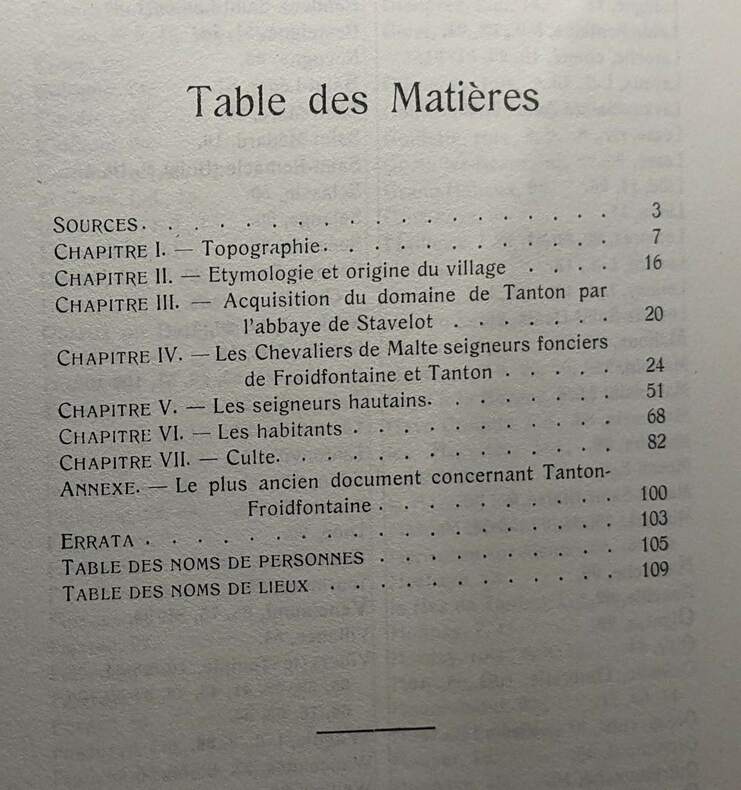 Table des Matières
SOURCES. . . . . . . . . . . . . . . . . . 3
CHAPITRE I. — Topographie. . . . . . . . . . . 7
CHAPITRE II. — Etymologie et origine du village . . . . 16
CHAPITRE III. — Acquisition du domaine de Tanton par
l'abbaye de Stavelot . . . . . . . 20
CHAPITRE IV. — Les Chevaliers de Malte seigneurs fonciers
de Froidfontaine et Tanton . . . . . 24
CHAPITRE V. — Les seigneurs hautains. . . . . . . 51
CHAPITRE VI. — Les habitants . . . . . . . . . . 68
CHAPITRE VII. — Culte. . . . . . . . . . . . . 82
ANNEXE. — Le plus ancien document concernant Tanton-
Froidfontaine . . . . . . . . . 100
ERRATA . . . . . . . . . . . . . . . . . . 103
TABLE DES NOMS DE PERSONNES . . . . . . . . . 105
TABLE DES NOMS DE LIEUX . . . . . . . . . . . 109